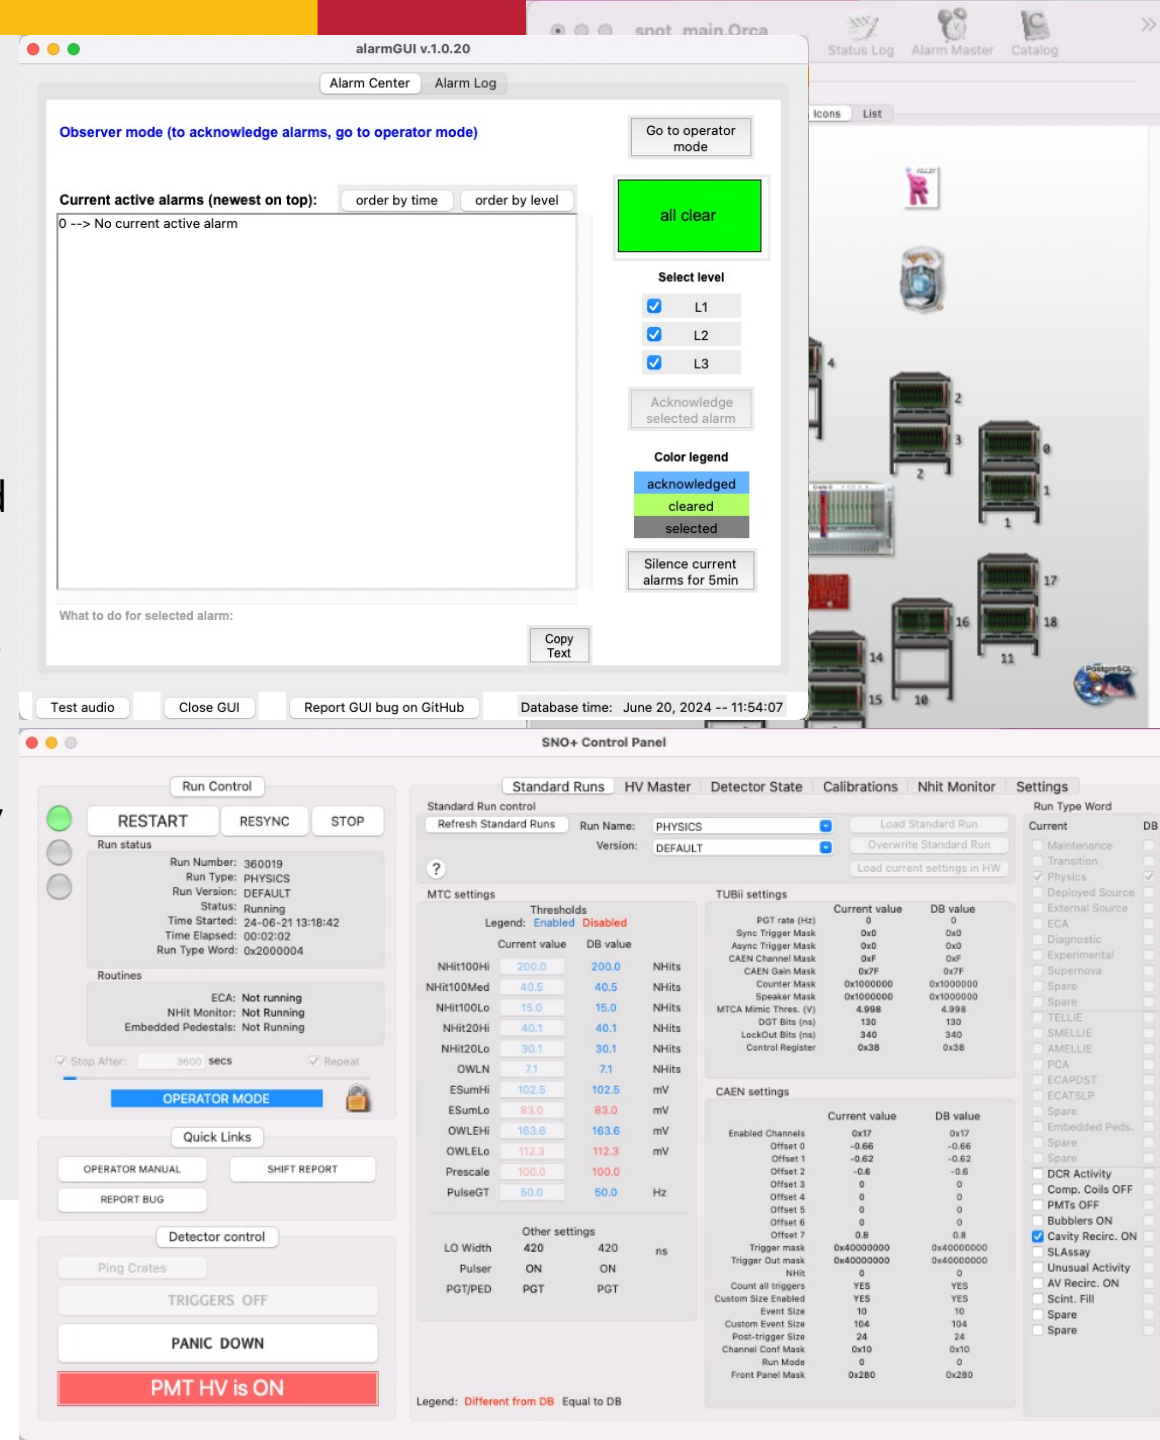 snot_main.Orca
Status Log Alarm Master Catalog
Icons List
alarmGUI v.1.0.20
Alarm Center Alarm Log
Observer mode (to acknowledge alarms, go to operator mode)
Go to operator
mode
Current active alarms (newest on top): order by time order by level
0 --> No current active alarm
all clear
Select level
L1
L2
L3
Acknowledge
selected alarm
Color legend
acknowledged
cleared
selected
Silence current
alarms for 5min
What to do for selected alarm:
Copy
Text
Test audio Close GUI Report GUI bug on GitHub Database time: June 20, 2024 -- 11:54:07
4
2
3
2
0
1
1
17
18
11
16
10
14
15
PostgreSQL
SNO+ Control Panel
Run Control
RESTART RESYNC STOP
Run status
Run Number: 360019
Run Type: PHYSICS
Run Version: DEFAULT
Status: Running
Time Started: 24-06-21 13:18:42
Time Elapsed: 00:02:02
Run Type Word: 0x2000004
Routines
ECA: Not running
NHit Monitor: Not Running
Embedded Pedestals: Not Running
Stop After: 3600 secs Repeat
OPERATOR MODE
Quick Links
OPERATOR MANUAL SHIFT REPORT
REPORT BUG
Detector control
Ping Crates
TRIGGERS OFF
PANIC DOWN
PMT HV is ON
Standard Runs HV Master Detector State Calibrations Nhit Monitor Settings
Standard Run control
Refresh Standard Runs Run Name: PHYSICS Load Standard Run
Version: DEFAULT Overwrite Standard Run
? Load current settings in HW
MTC settings
Thresholds
Legend: Enabled Disabled
Current value DB value
NHit100Hi 200.0 200.0 NHits
NHit100Med 40.5 40.5 NHits
NHit100Lo 15.0 15.0 NHits
NHit20Hi 40.1 40.1 NHits
NHit20Lo 30.1 30.1 NHits
OWLN 7.1 7.1 NHits
ESumHi 102.5 102.5 mV
ESumLo 83.0 83.0 mV
OWLEHi 163.6 163.6 mV
OWLELo 112.3 112.3 mV
Prescale 100.0 100.0
PulseGT 50.0 50.0 Hz
Other settings
LO Width 420 420 ns
Pulser ON ON
PGT/PED PGT PGT
Legend: Different from DB Equal to DB
TUBii settings
Current value DB value
PGT rate (Hz) 0 0
Sync Trigger Mask 0x0 0x0
Async Trigger Mask 0x0 0x0
CAEN Channel Mask 0xF 0xF
CAEN Gain Mask 0x7F 0x7F
Counter Mask 0x1000000 0x1000000
Speaker Mask 0x1000000 0x1000000
MTCA Mimic Thres. (V) 4.998 4.998
DGT Bits (ns) 130 130
LockOut Bits (ns) 340 340
Control Register 0x38 0x38
CAEN settings
Current value DB value
Enabled Channels 0x17 0x17
Offset 0 -0.66 -0.66
Offset 1 -0.62 -0.62
Offset 2 -0.6 -0.6
Offset 3 0 0
Offset 4 0 0
Offset 5 0 0
Offset 6 0 0
Offset 7 0.8 0.8
Trigger mask 0x40000000 0x40000000
Trigger Out mask 0x40000000 0x40000000
NHit 0 0
Count all triggers YES YES
Custom Size Enabled YES YES
Event Size 10 10
Custom Event Size 104 104
Post-trigger Size 24 24
Channel Conf Mask 0x10 0x10
Run Mode 0 0
Front Panel Mask 0x280 0x280
Run Type Word
Current DB
Maintenance
Transition
Physics
Deployed Source
External Source
ECA
Diagnostic
Experimental
Supernova
Spare
Spare
TELLIE
SMELLIE
AMELLIE
PCA
ECAPDST
ECATSLP
Spare
Embedded Peds.
Spare
Spare
DCR Activity
Comp. Coils OFF
PMTs OFF
Bubblers ON
Cavity Recirc. ON
SLAssay
Unusual Activity
AV Recirc. ON
Scint. Fill
Spare
Spare